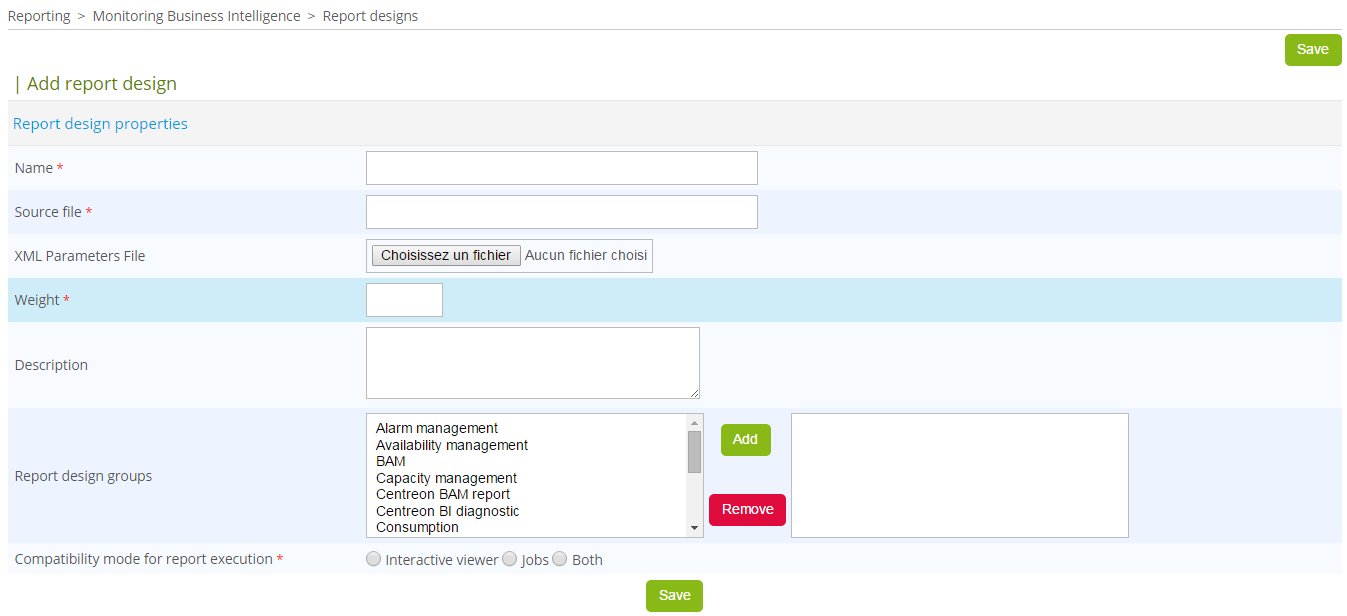 Reporting > Monitoring Business Intelligence > Report designs
Save
| Add report design
Report design properties
Name *
Source file *
XML Parameters File Choisissez un fichier Aucun fichier choisi
Weight *
Description
Report design groups
Alarm management
Availability management
BAM
Capacity management
Centreon BAM report
Centreon BI diagnostic
Consumption
Add
Remove
Compatibility mode for report execution * Interactive viewer Jobs Both
Save